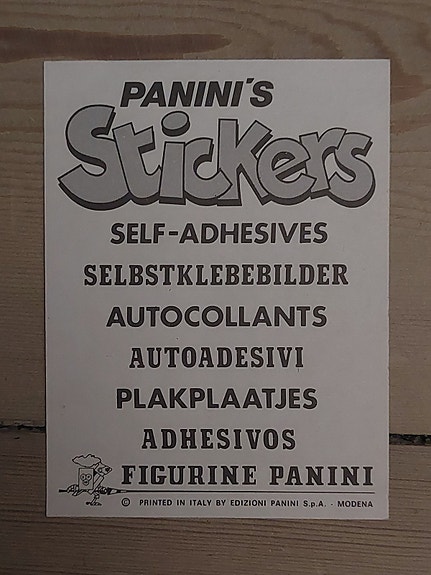 PANINI'S
Stickers
SELF-ADHESIVES
SELBSTKLEBEBILDER
AUTOCOLLANTS
AUTOADESIVI
PLAKPLAATJES
ADHESIVOS
FIGURINE PANINI
© PRINTED IN ITALY BY EDIZIONI PANINI S.p.A. - MODENA